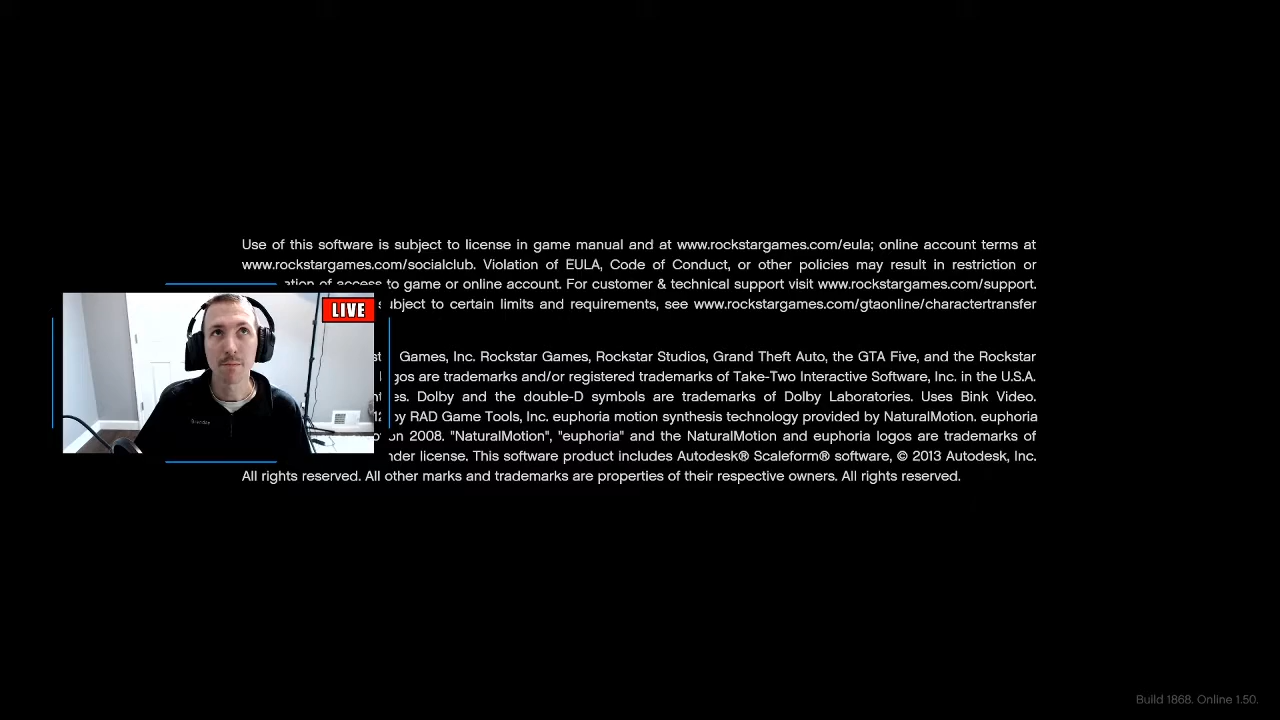 Use of this software is subject to license in game manual and at www.rockstargames.com/eula; online account terms at
www.rockstargames.com/socialclub. Violation of EULA, Code of Conduct, or other policies may result in restriction or
of access to game or online account. For customer & technical support visit www.rockstargames.com/support.
LIVE
subject to certain limits and requirements, see www.rockstargames.com/gtaonline/charactertransfer
Games, Inc. Rockstar Games, Rockstar Studios, Grand Theft Auto, the GTA Five, and the Rockstar
are trademarks and/or registered trademarks of Take-Two Interactive Software, Inc. in the U.S.A.
Dolby and the double-D symbols are trademarks of Dolby Laboratories. Uses Bink Video.
by RAD Game Tools, Inc. euphoria motion synthesis technology provided by NaturalMotion. euphoria
on 2008. "NaturalMotion", "euphoria" and the NaturalMotion and euphoria logos are trademarks of
license. This software product includes Autodesk® Scaleform® software, © 2013 Autodesk, Inc.
All rights reserved. All other marks and trademarks are properties of their respective owners. All rights reserved.
Build 1868. Online 1.50.